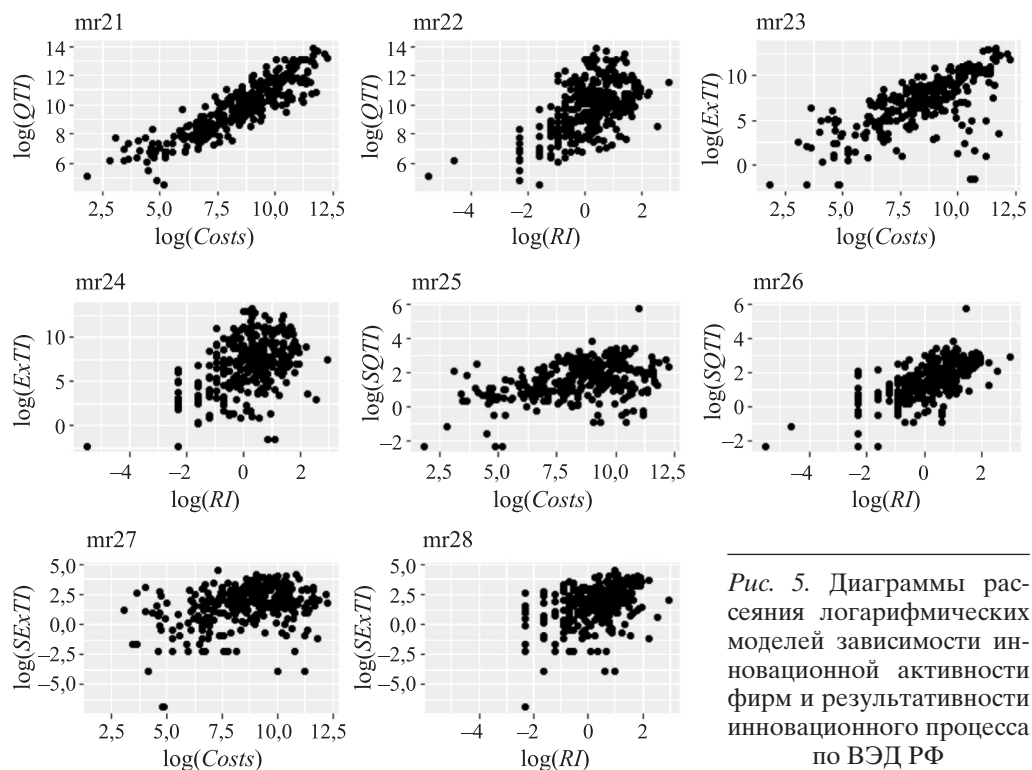 mr21
log(QTI)
14
12
10
8
6
2,5 5,0 7,5 10,0 12,5
log(Costs)
mr22
log(QTI)
14
12
10
8
6
−4 −2 0 2
log(RI)
mr23
log(ExTI)
10
5
0
2,5 5,0 7,5 10,0 12,5
log(Costs)
mr24
log(ExTI)
10
5
0
−4 −2 0 2
log(RI)
mr25
log(SQTI)
6
4
2
0
−2
2,5 5,0 7,5 10,0 12,5
log(Costs)
mr26
log(SQTI)
6
4
2
0
−2
−4 −2 0 2
log(RI)
mr27
log(SExTI)
5,0
2,5
0,0
−2,5
−5,0
2,5 5,0 7,5 10,0 12,5
log(Costs)
mr28
log(SExTI)
5,0
2,5
0,0
−2,5
−5,0
−4 −2 0 2
log(RI)
Рис. 5. Диаграммы рас-
сеяния логарифмических
моделей зависимости ин-
новационной активности
фирм и результативности
инновационного процесса
по ВЭД РФ